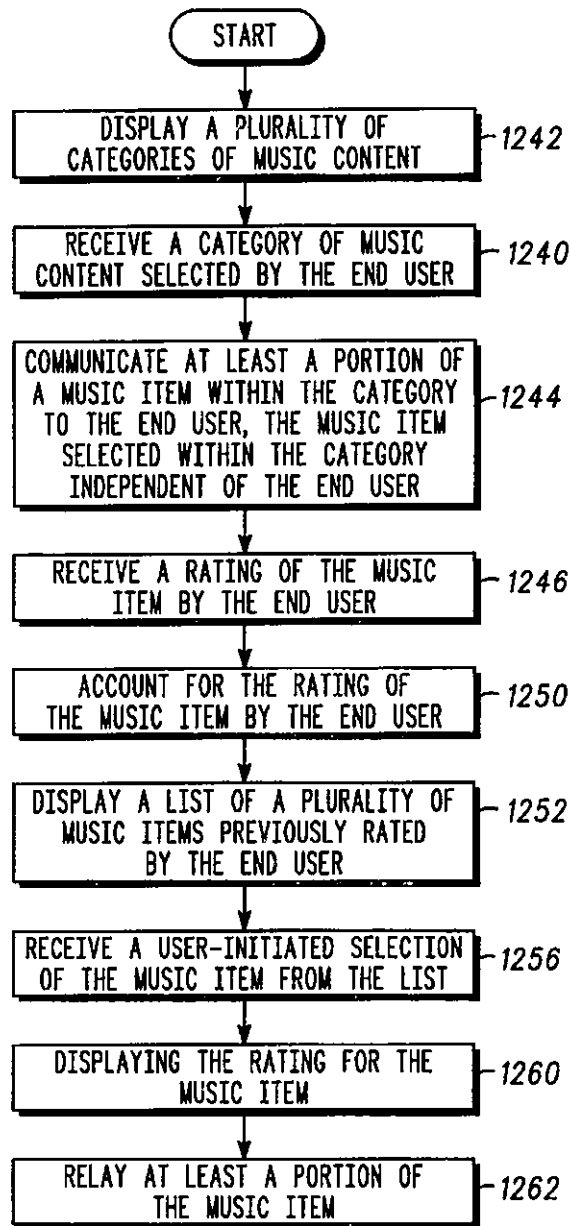 START
DISPLAY A PLURALITY OF
CATEGORIES OF MUSIC CONTENT
1242
RECEIVE A CATEGORY OF MUSIC
CONTENT SELECTED BY THE END USER
1240
COMMUNICATE AT LEAST A PORTION OF
A MUSIC ITEM WITHIN THE CATEGORY
TO THE END USER, THE MUSIC ITEM
SELECTED WITHIN THE CATEGORY
INDEPENDENT OF THE END USER
1244
RECEIVE A RATING OF THE MUSIC
ITEM BY THE END USER
1246
ACCOUNT FOR THE RATING OF
THE MUSIC ITEM BY THE END USER
1250
DISPLAY A LIST OF A PLURALITY OF
MUSIC ITEMS PREVIOUSLY RATED
BY THE END USER
1252
RECEIVE A USER-INITIATED SELECTION
OF THE MUSIC ITEM FROM THE LIST
1256
DISPLAYING THE RATING FOR THE
MUSIC ITEM
1260
RELAY AT LEAST A PORTION OF
THE MUSIC ITEM
1262